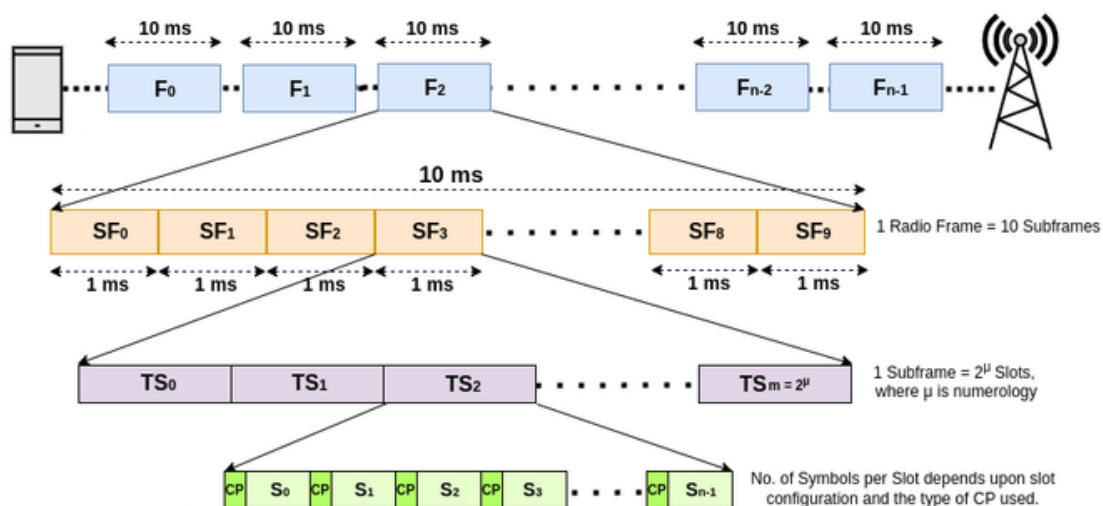 10 ms 10 ms 10 ms 10 ms 10 ms
F0 F1 F2 Fn-2 Fn-1
10 ms
SF0 SF1 SF2 SF3 SF8 SF9
1 Radio Frame = 10 Subframes
1 ms 1 ms 1 ms 1 ms 1 ms 1 ms
TS0 TS1 TS2 TSm = 2^μ
1 Subframe = 2^μ Slots,
where μ is numerology
CP S0 CP S1 CP S2 CP S3 CP Sn-1
No. of Symbols per Slot depends upon slot
configuration and the type of CP used.